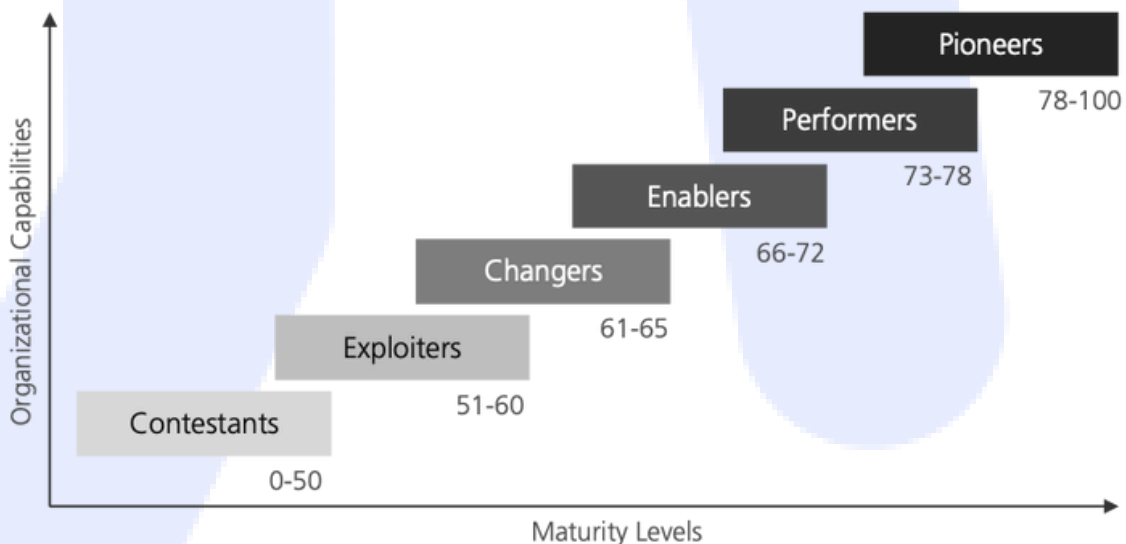 Pioneers
78-100
Performers
73-78
Enablers
66-72
Changers
61-65
Exploiters
51-60
Contestants
0-50
Organizational Capabilities
Maturity Levels